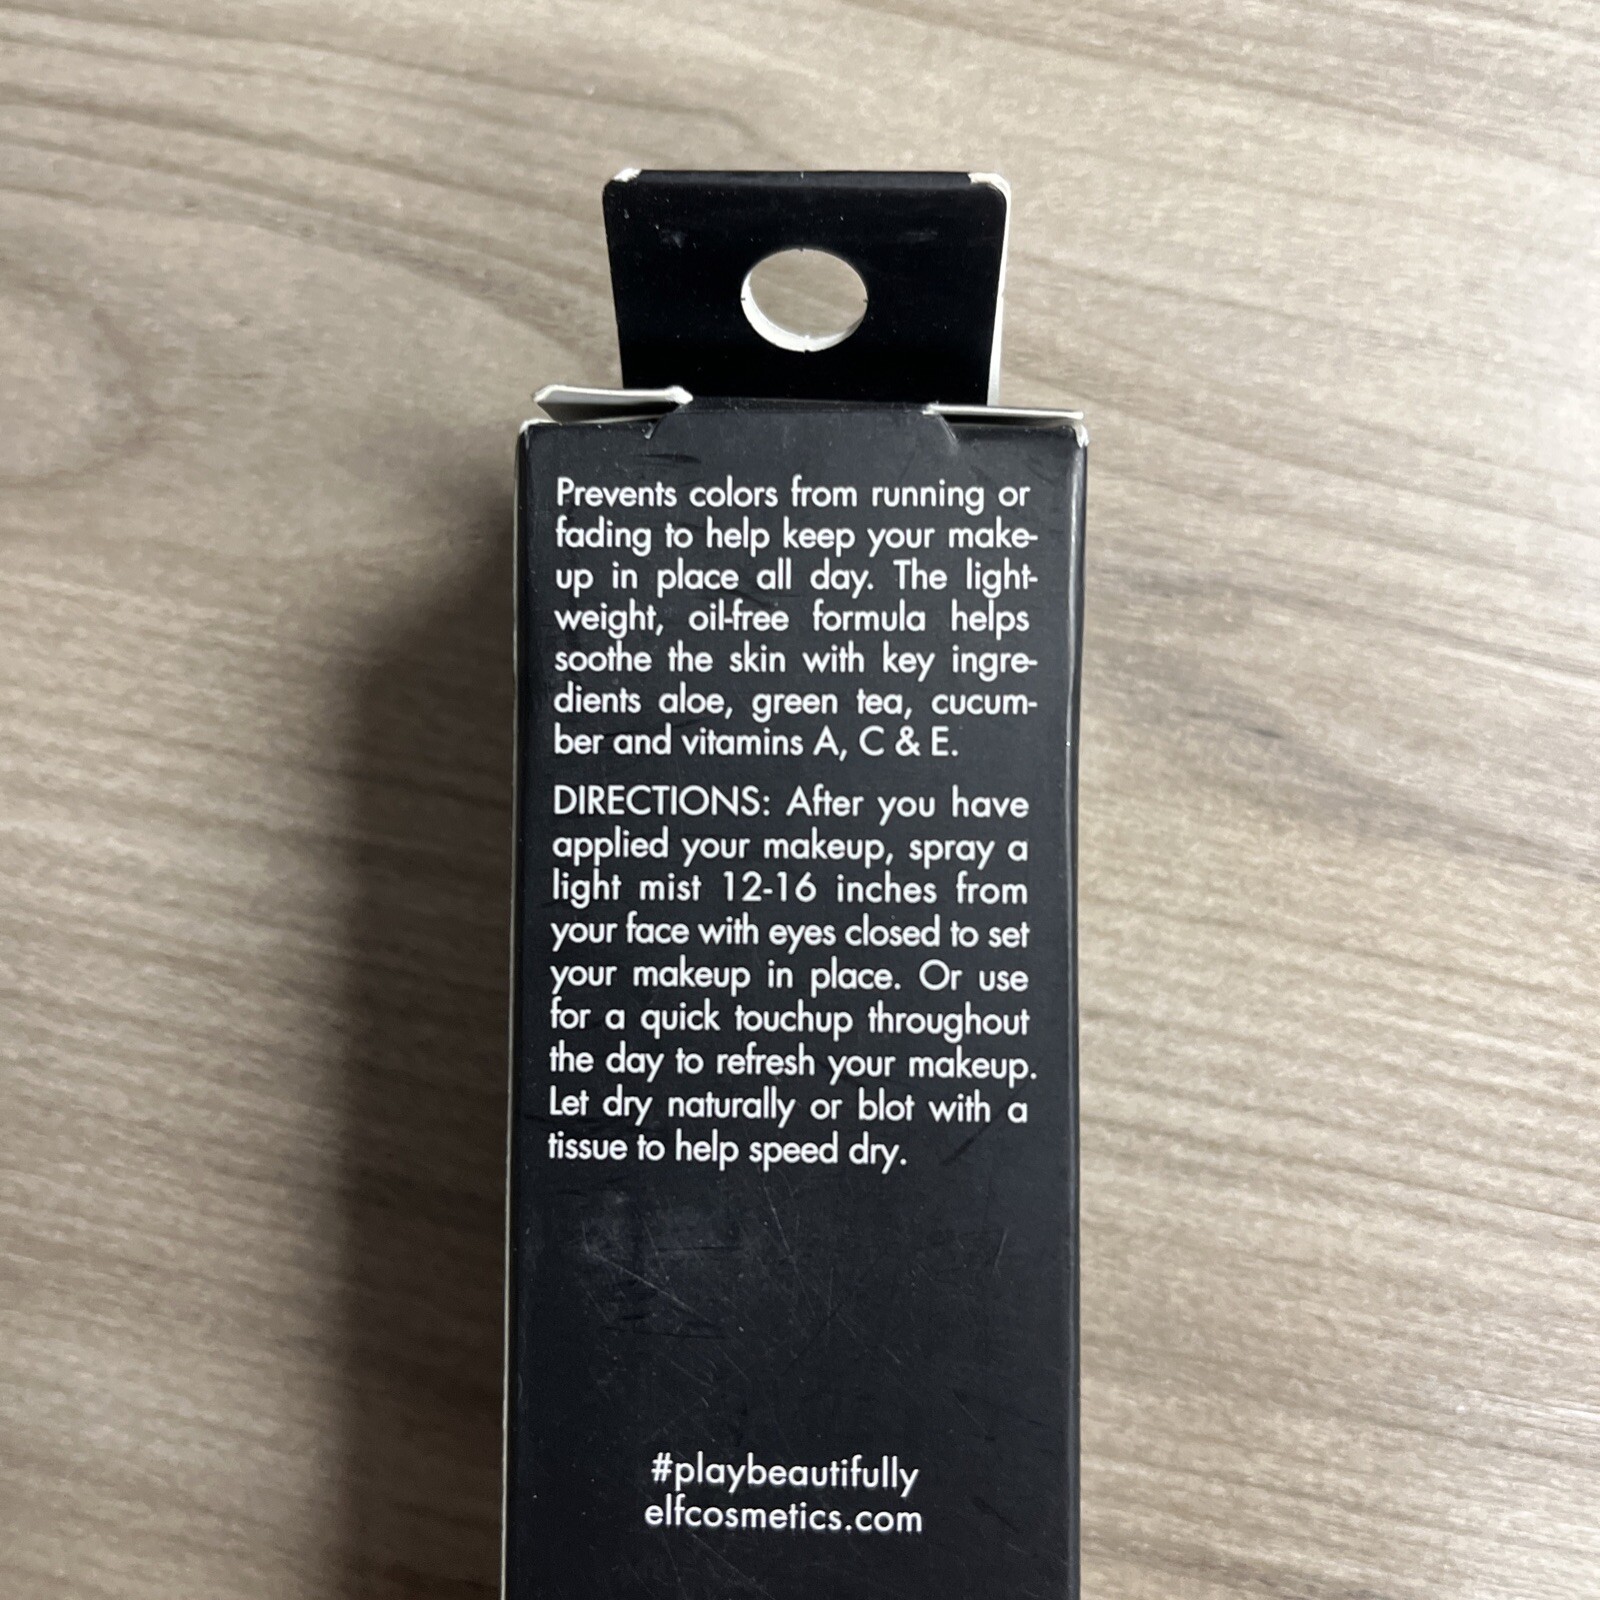 Prevents colors from running or
fading to help keep your make-
up in place all day. The light-
weight, oil-free formula helps
soothe the skin with key ingre-
dients aloe, green tea, cucum-
ber and vitamins A, C & E.
DIRECTIONS: After you have
applied your makeup, spray a
light mist 12-16 inches from
your face with eyes closed to set
your makeup in place. Or use
for a quick touchup throughout
the day to refresh your makeup.
Let dry naturally or blot with a
tissue to help speed dry.
#playbeautifully
elfcosmetics.com